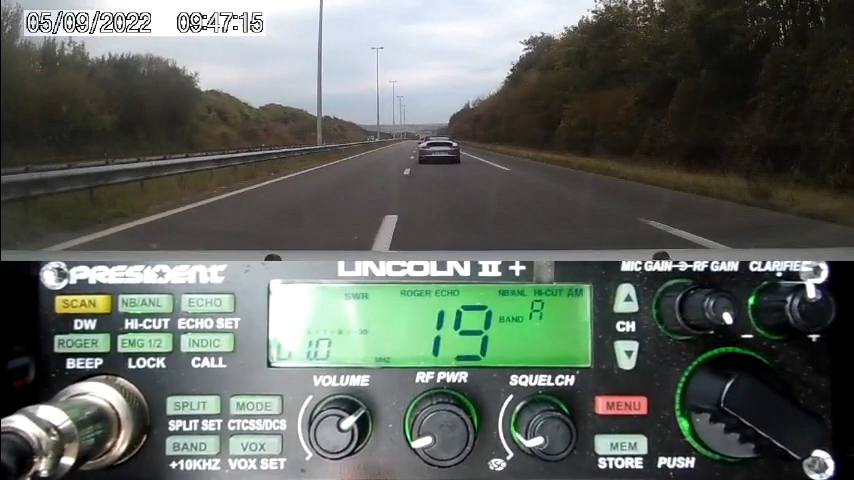 05/09/2022 09:47:15
PRESIDENT
LINCOLN II +
MIC GAIN RF GAIN CLARIFIER
SCAN NB/ANL ECHO
DW HI-CUT ECHO SET
ROGER EMG 1/2 INDIC
BEEP LOCK CALL
SWR ROGER ECHO NB/ANL HI-CUT AM
19 BAND A
L 1.0
MHZ
CH
VOLUME RF PWR SQUELCH
SPLIT MODE
SPLIT SET CTCSS/DCS
BAND VOX
+10KHZ VOX SET
MENU
MEM
STORE PUSH
- +